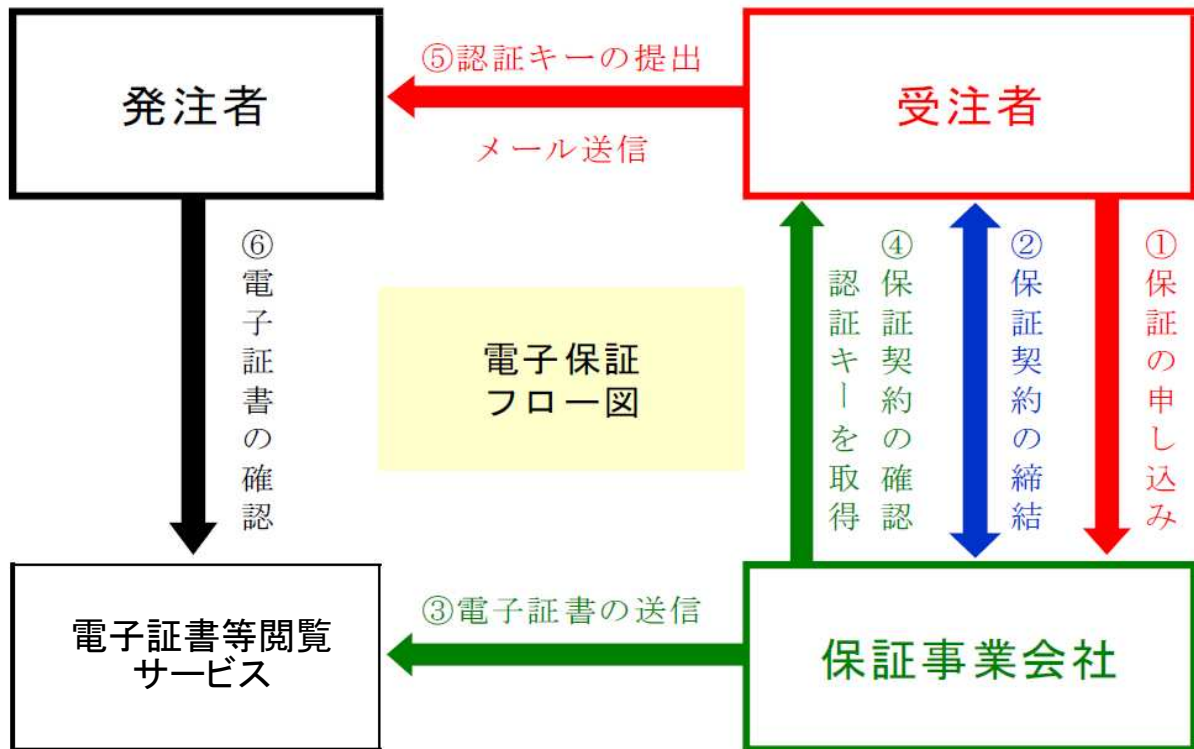 発注者
⑤認証キーの提出
メール送信
受注者
⑥電子証書の確認
電子保証
フロー図
④保証契約の確認
認証キーを取得
②保証契約の締結
①保証の申し込み
電子証書等閲覧
サービス
③電子証書の送信
保証事業会社